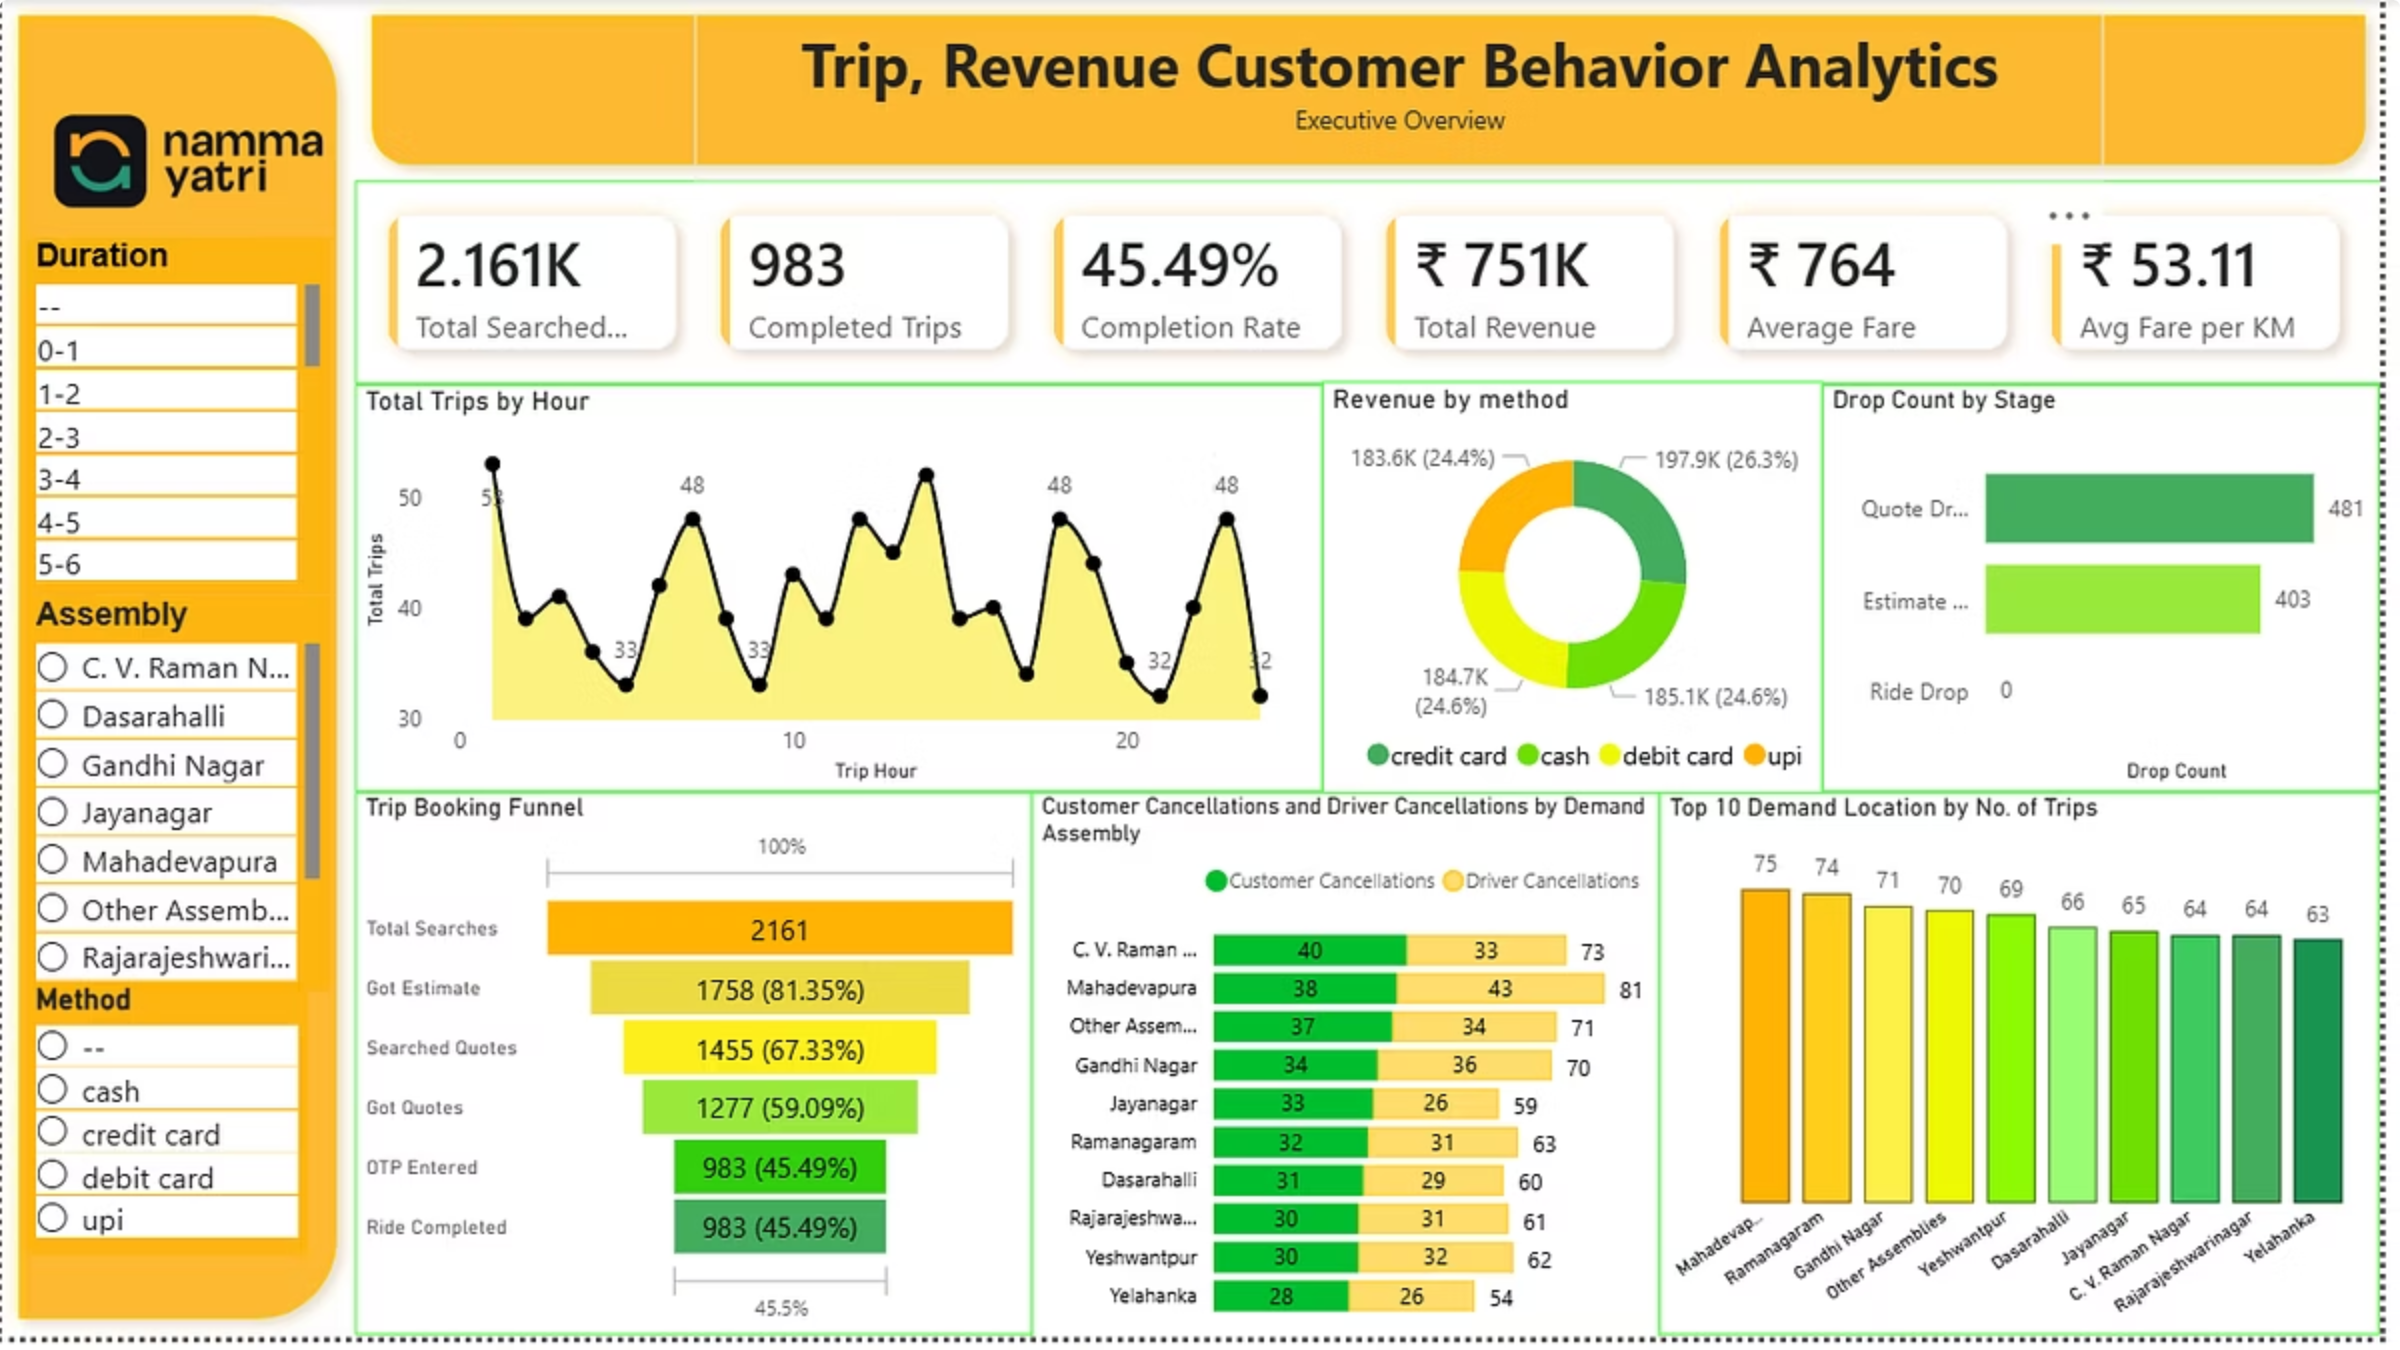 Trip, Revenue Customer Behavior Analytics
Executive Overview
namma
yatri
Duration
--
0-1
1-2
2-3
3-4
4-5
5-6
Assembly
C. V. Raman N...
Dasarahalli
Gandhi Nagar
Jayanagar
Mahadevapura
Other Assemb...
Rajarajeshwari...
Method
--
cash
credit card
debit card
upi
2.161K
Total Searched...
983
Completed Trips
45.49%
Completion Rate
₹ 751K
Total Revenue
₹ 764
Average Fare
₹ 53.11
Avg Fare per KM
Total Trips by Hour
Total Trips
50
40
30
53
33
48
33
48
32
48
32
0
10
20
Trip Hour
Revenue by method
183.6K (24.4%)
197.9K (26.3%)
184.7K
(24.6%)
185.1K (24.6%)
credit card cash debit card upi
Drop Count by Stage
Quote Dr... 481
Estimate ... 403
Ride Drop 0
Drop Count
Trip Booking Funnel
100%
Total Searches 2161
Got Estimate 1758 (81.35%)
Searched Quotes 1455 (67.33%)
Got Quotes 1277 (59.09%)
OTP Entered 983 (45.49%)
Ride Completed 983 (45.49%)
45.5%
Customer Cancellations and Driver Cancellations by Demand
Assembly
Customer Cancellations Driver Cancellations
C. V. Raman ... 40 33 73
Mahadevapura 38 43 81
Other Assem... 37 34 71
Gandhi Nagar 34 36 70
Jayanagar 33 26 59
Ramanagaram 32 31 63
Dasarahalli 31 29 60
Rajarajeshwa... 30 31 61
Yeshwantpur 30 32 62
Yelahanka 28 26 54
Top 10 Demand Location by No. of Trips
75
74
71
70
69
66
65
64
64
63
Mahadevap...
Ramanagaram
Gandhi Nagar
Other Assemblies
Yeshwantpur
Dasarahalli
Jayanagar
C. V. Raman Nagar
Rajarajeshwarinagar
Yelahanka